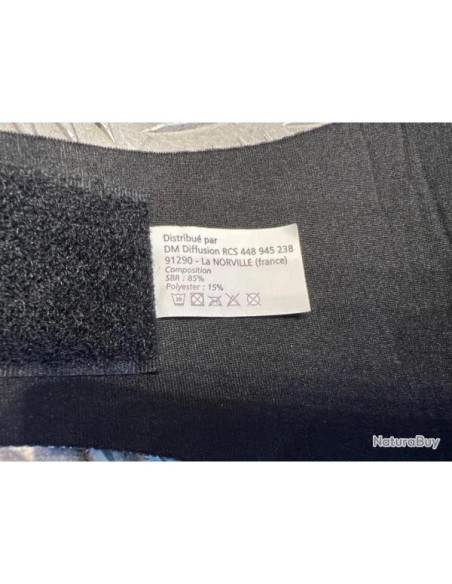 Distribué par
DM Diffusion RCS 448 945 238
91290 - La NORVILLE (france)
Composition
SBR : 85%
Polyester : 15%
NaturaBuy